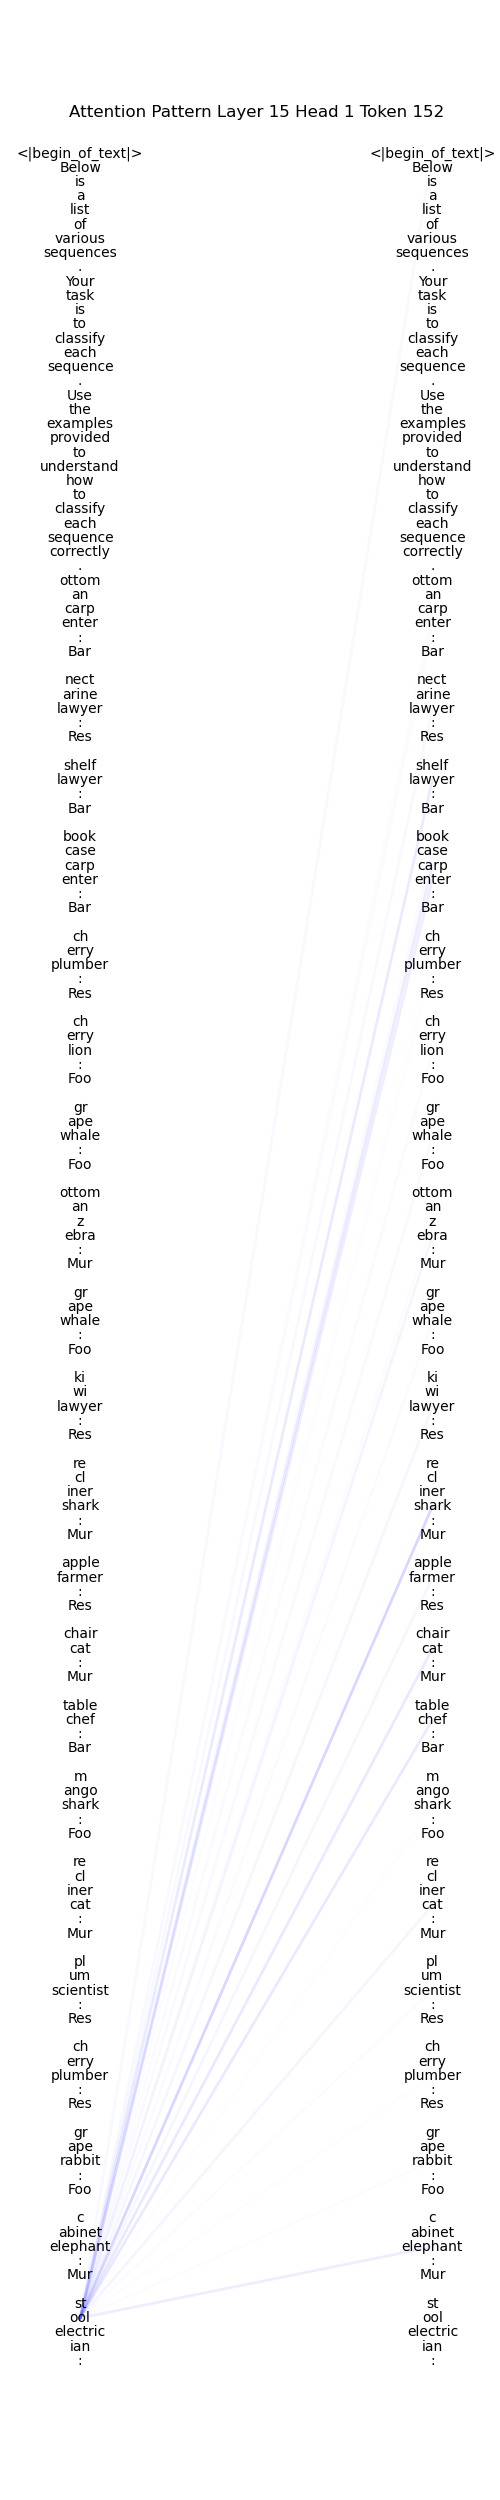 Attention Pattern Layer 15 Head 1 Token 152
<|begin_of_text|> <|begin_of_text|>
Below Below
is is
a a
list list
of of
various various
sequences sequences
. .
Your Your
task task
is is
to to
classify classify
each each
sequence sequence
. .
Use Use
the the
examples examples
provided provided
to to
understand understand
how how
to to
classify classify
each each
sequence sequence
correctly correctly
. .
ottom ottom
an an
carp carp
enter enter
: :
Bar Bar
nect nect
arine arine
lawyer lawyer
: :
Res Res
shelf shelf
lawyer lawyer
: :
Bar Bar
book book
case case
carp carp
enter enter
: :
Bar Bar
ch ch
erry erry
plumber plumber
: :
Res Res
ch ch
erry erry
lion lion
: :
Foo Foo
gr gr
ape ape
whale whale
: :
Foo Foo
ottom ottom
an an
z z
ebra ebra
: :
Mur Mur
gr gr
ape ape
whale whale
: :
Foo Foo
ki ki
wi wi
lawyer lawyer
: :
Res Res
re re
cl cl
iner iner
shark shark
: :
Mur Mur
apple apple
farmer farmer
: :
Res Res
chair chair
cat cat
: :
Mur Mur
table table
chef chef
: :
Bar Bar
m m
ango ango
shark shark
: :
Foo Foo
re re
cl cl
iner iner
cat cat
: :
Mur Mur
pl pl
um um
scientist scientist
: :
Res Res
ch ch
erry erry
plumber plumber
: :
Res Res
gr gr
ape ape
rabbit rabbit
: :
Foo Foo
c c
abinet abinet
elephant elephant
: :
Mur Mur
st st
ool ool
electric electric
ian ian
: :